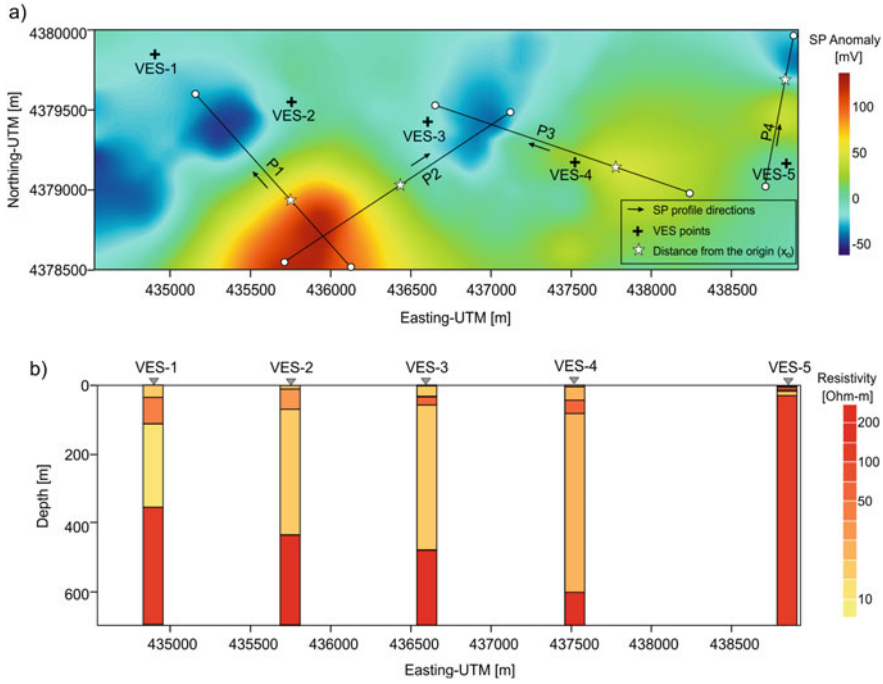 a)
SP Anomaly
[mV]
4380000
4379500
4379000
4378500
Northing-UTM [m]
VES-1
VES-2
VES-3
VES-4
VES-5
P1
P2
P3
P4
SP profile directions
VES points
Distance from the origin (x₀)
100
50
0
-50
435000 435500 436000 436500 437000 437500 438000 438500
Easting-UTM [m]
b)
VES-1 VES-2 VES-3 VES-4 VES-5
Resistivity
[Ohm-m]
0
200
400
600
Depth [m]
200
100
50
10
435000 435500 436000 436500 437000 437500 438000 438500
Easting-UTM [m]